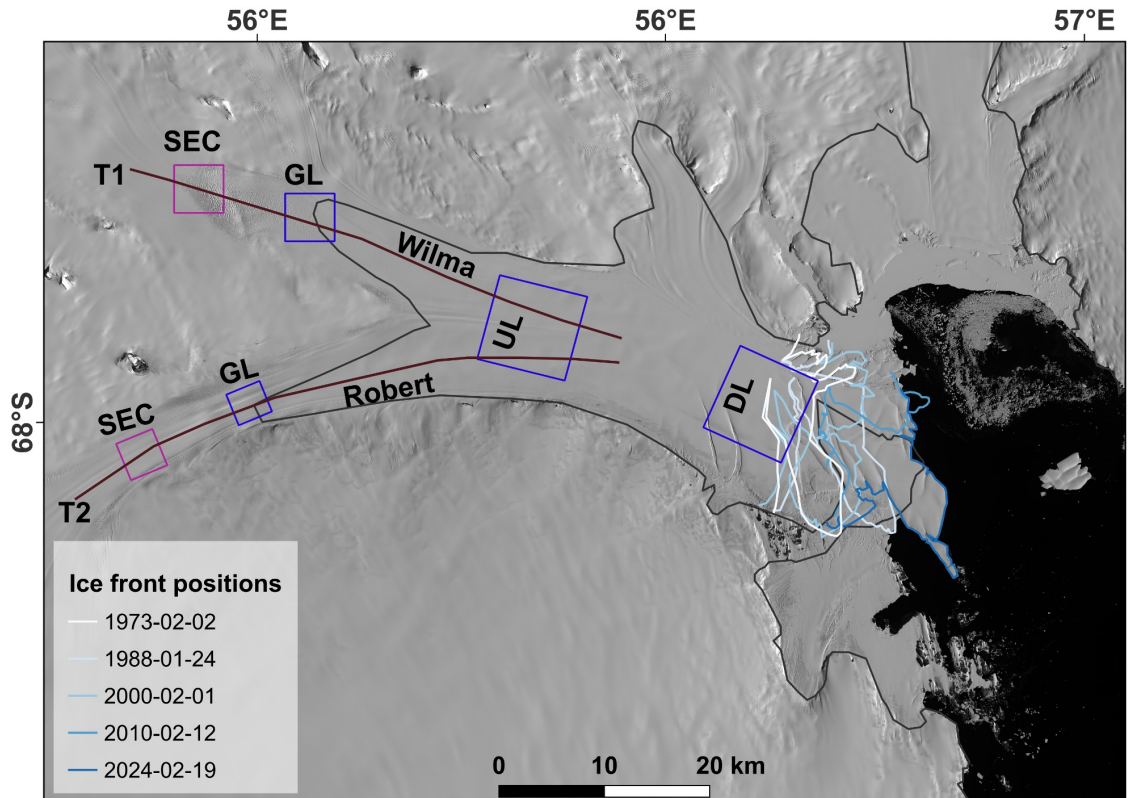 56°E 56°E 57°E
SEC
T1
GL
Wilma
UL
GL
Robert
DL
68°S
SEC
T2
Ice front positions
1973-02-02
1988-01-24
2000-02-01
2010-02-12
2024-02-19
0 10 20 km